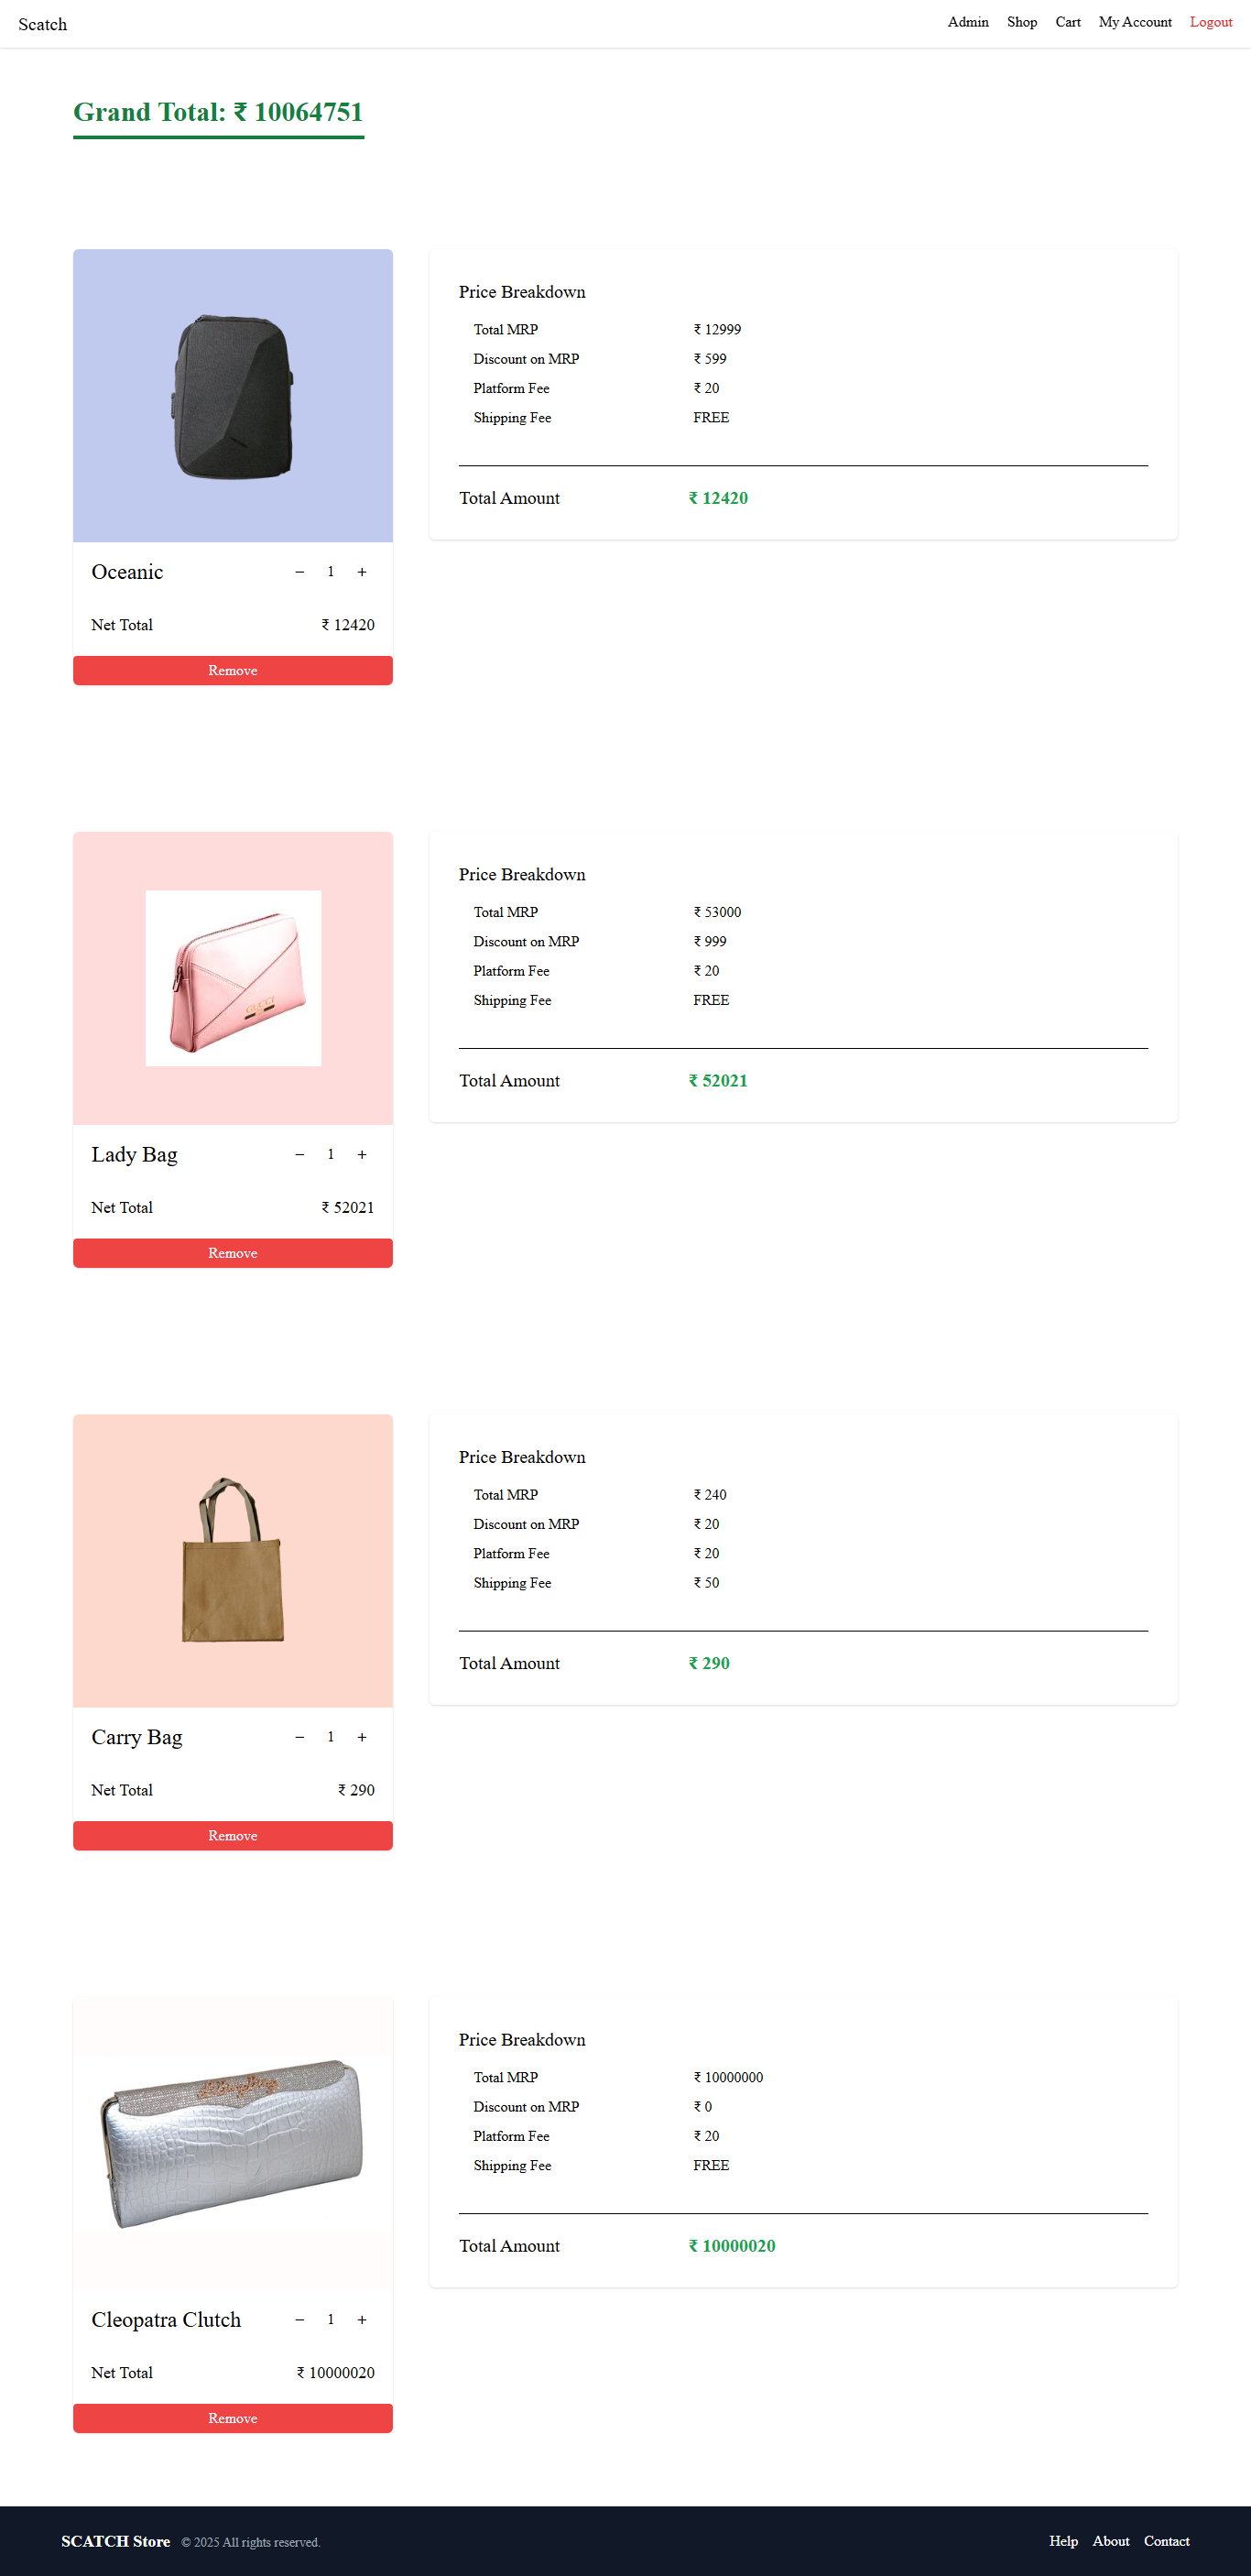 Scatch
Admin Shop Cart My Account Logout
Grand Total: ₹ 10064751
Price Breakdown
Total MRP ₹ 12999
Discount on MRP ₹ 599
Platform Fee ₹ 20
Shipping Fee FREE
Total Amount ₹ 12420
Oceanic − 1 +
Net Total ₹ 12420
Remove
Price Breakdown
Total MRP ₹ 53000
Discount on MRP ₹ 999
Platform Fee ₹ 20
Shipping Fee FREE
Total Amount ₹ 52021
GUCCI
Lady Bag − 1 +
Net Total ₹ 52021
Remove
Price Breakdown
Total MRP ₹ 240
Discount on MRP ₹ 20
Platform Fee ₹ 20
Shipping Fee ₹ 50
Total Amount ₹ 290
Carry Bag − 1 +
Net Total ₹ 290
Remove
Price Breakdown
Total MRP ₹ 10000000
Discount on MRP ₹ 0
Platform Fee ₹ 20
Shipping Fee FREE
Total Amount ₹ 10000020
Cleopatra Clutch − 1 +
Net Total ₹ 10000020
Remove
SCATCH Store © 2025 All rights reserved.
Help About Contact